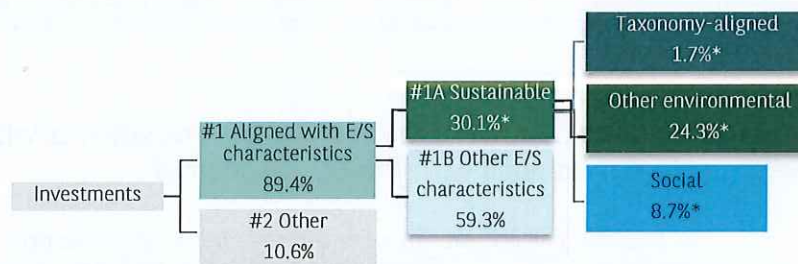 Investments
#1 Aligned with E/S
characteristics
89.4%
#2 Other
10.6%
#1A Sustainable
30.1%*
#1B Other E/S
characteristics
59.3%
Taxonomy-aligned
1.7%*
Other environmental
24.3%*
Social
8.7%*